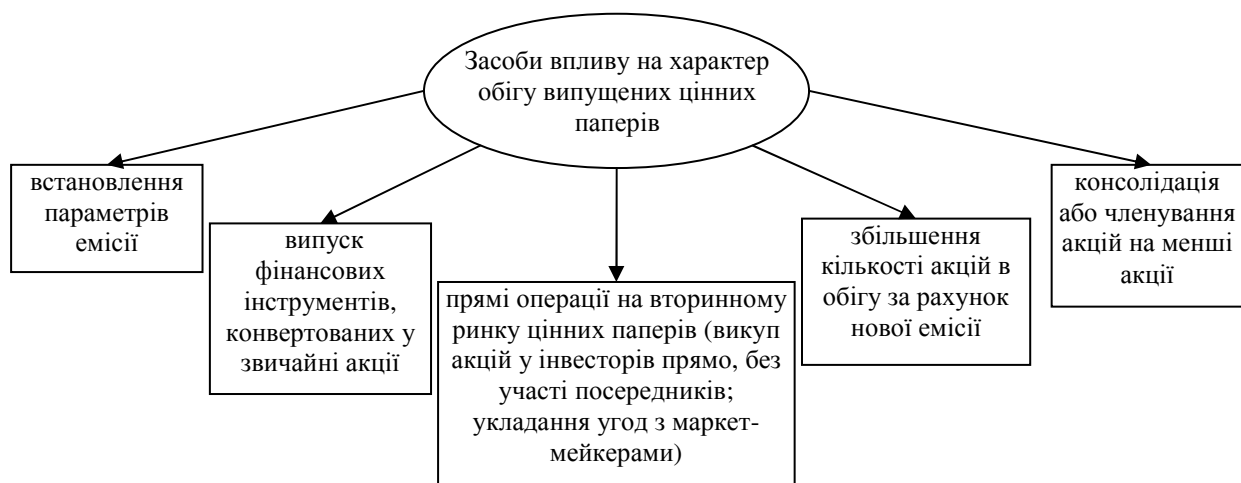 Засоби впливу на характер
обігу випущених цінних
паперів
встановлення
параметрів
емісії
випуск
фінансових
інструментів,
конвертованих у
звичайні акції
прямі операції на вторинному
ринку цінних паперів (викуп
акцій у інвесторів прямо, без
участі посередників;
укладання угод з маркет-
мейкерами)
збільшення
кількості акцій в
обігу за рахунок
нової емісії
консолідація
або членування
акцій на менші
акції